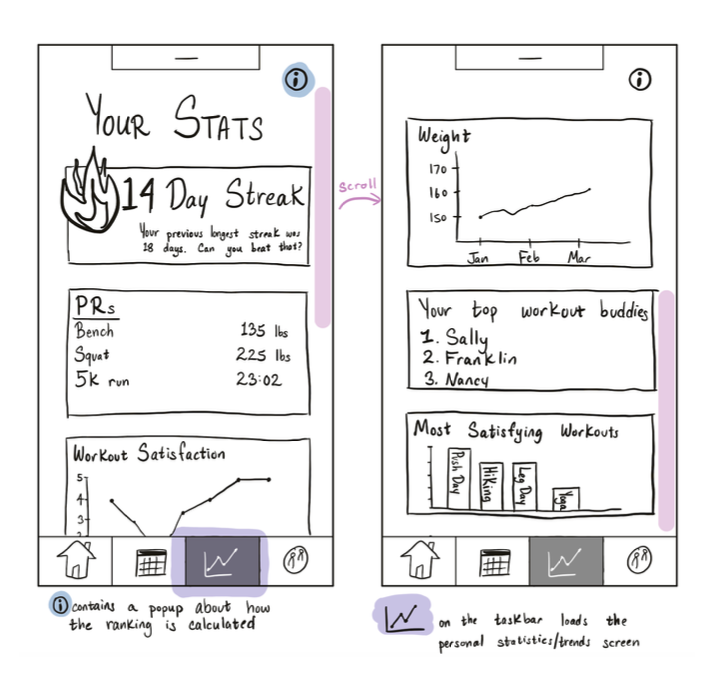 Your Stats
14 Day Streak
Your previous longest streak was
18 days. Can you beat that?
PRs
Bench 135 lbs
Squat 225 lbs
5k run 23:02
Workout Satisfaction
5
4
3
2
i contains a popup about how
the ranking is calculated
scroll
i
Weight
170
160
150
Jan Feb Mar
Your top workout buddies
1. Sally
2. Franklin
3. Nancy
Most Satisfying Workouts
Push Day
Hiking
Leg Day
Yoga
on the taskbar loads the
personal statistics/trends screen